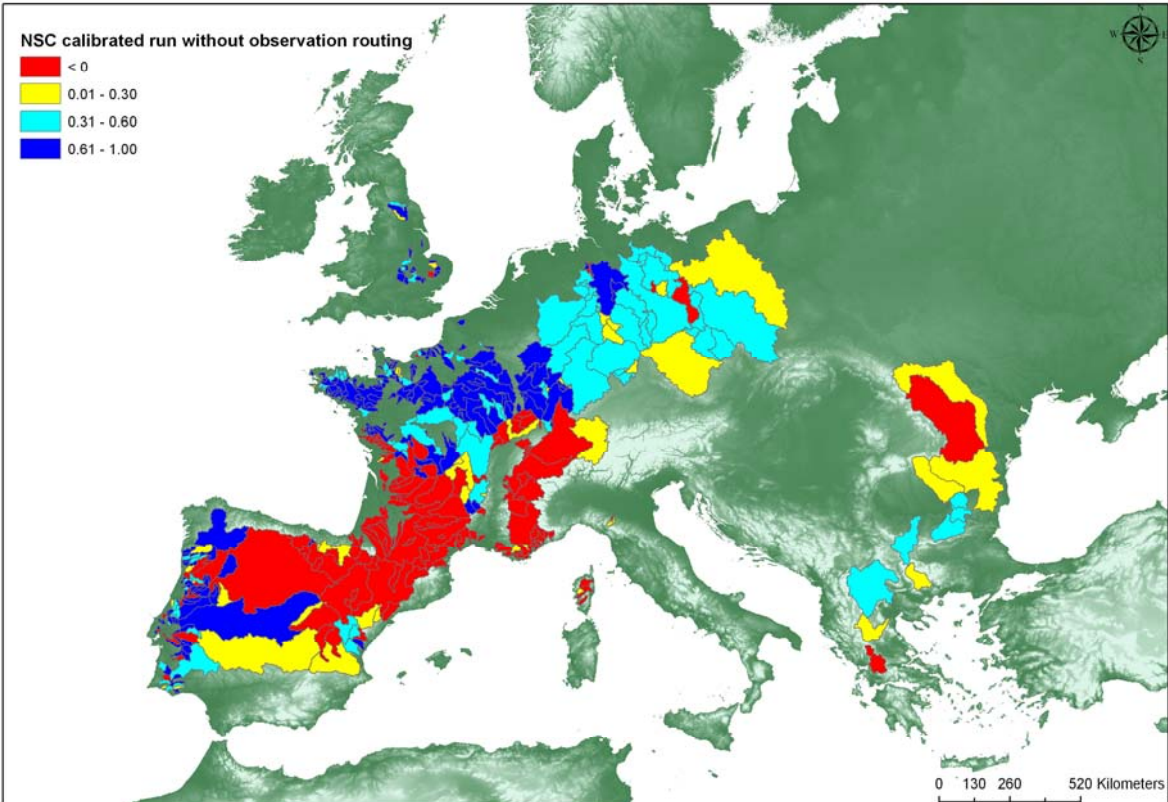 NSC calibrated run without observation routing
< 0
0.01 - 0.30
0.31 - 0.60
0.61 - 1.00
N
W E
S
0 130 260 520 Kilometers